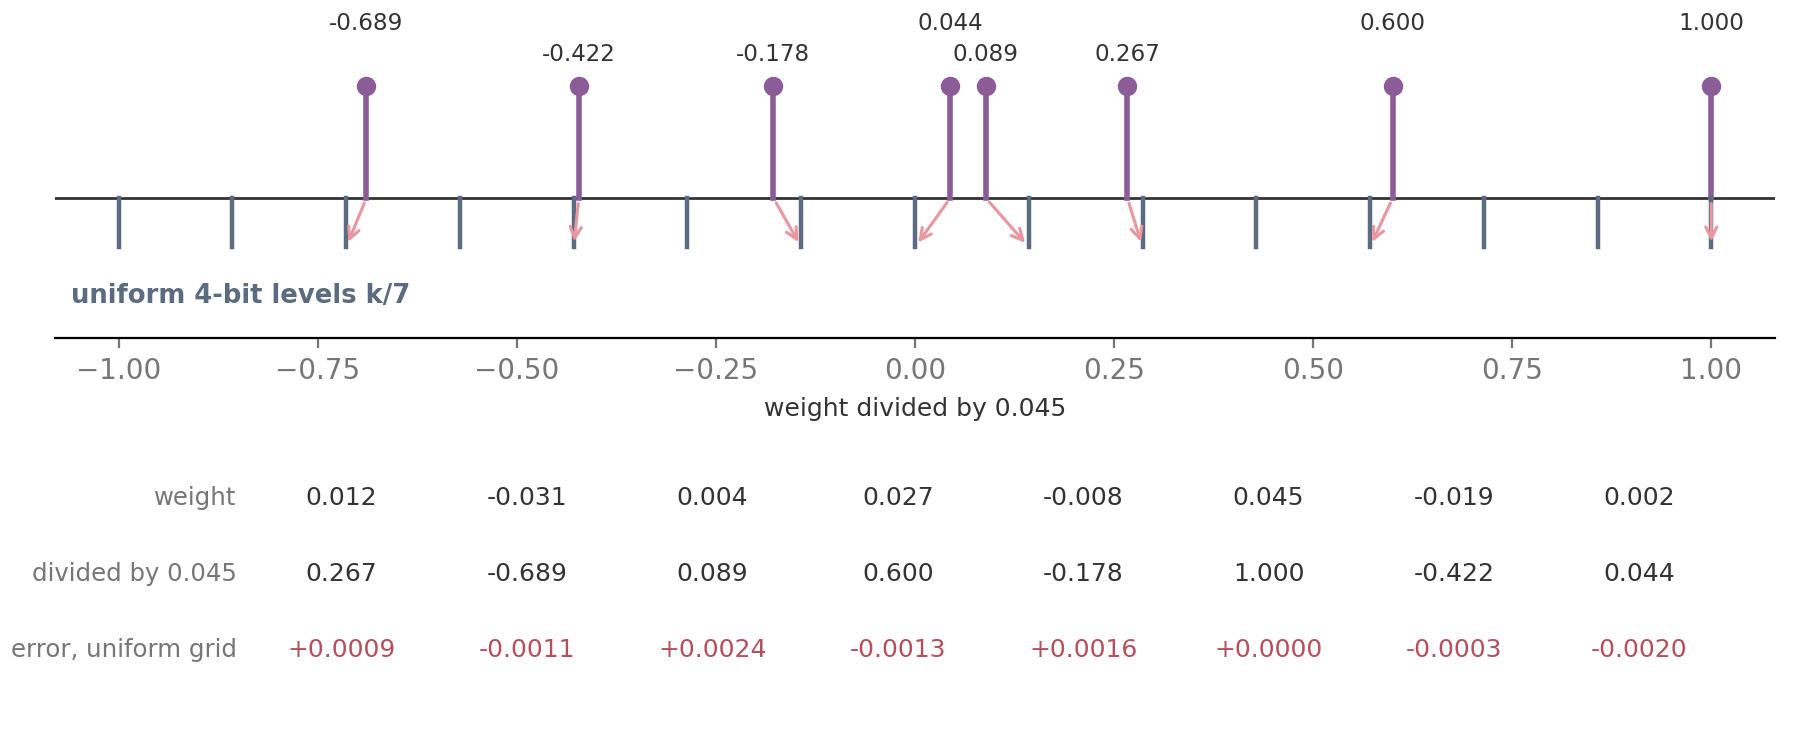 -0.689 0.044 0.600 1.000
-0.422 -0.178 0.089 0.267
uniform 4-bit levels k/7
−1.00 −0.75 −0.50 −0.25 0.00 0.25 0.50 0.75 1.00
weight divided by 0.045
weight 0.012 -0.031 0.004 0.027 -0.008 0.045 -0.019 0.002
divided by 0.045 0.267 -0.689 0.089 0.600 -0.178 1.000 -0.422 0.044
error, uniform grid +0.0009 -0.0011 +0.0024 -0.0013 +0.0016 +0.0000 -0.0003 -0.0020